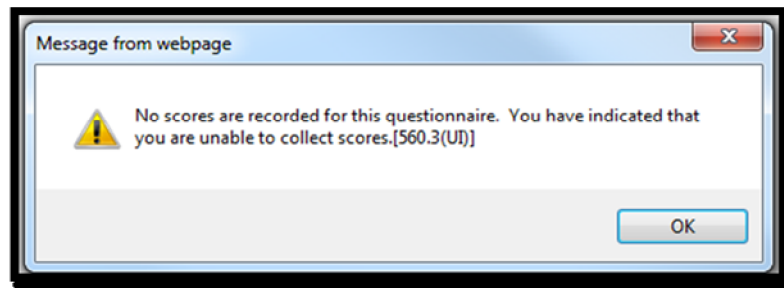 Message from webpage
No scores are recorded for this questionnaire.  You have indicated that
you are unable to collect scores.[560.3(UI)]
OK